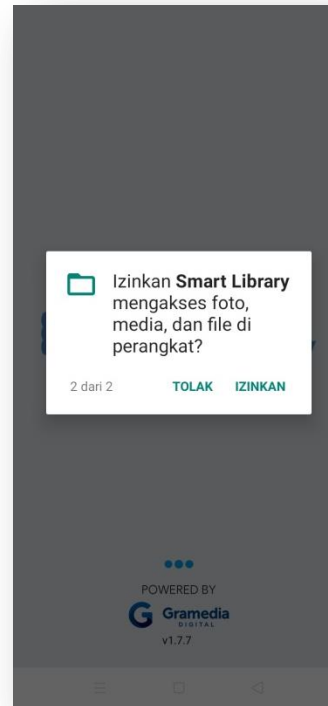 Izinkan Smart Library
mengakses foto,
media, dan file di
perangkat?
2 dari 2 TOLAK IZINKAN
POWERED BY
Gramedia
DIGITAL
v1.7.7